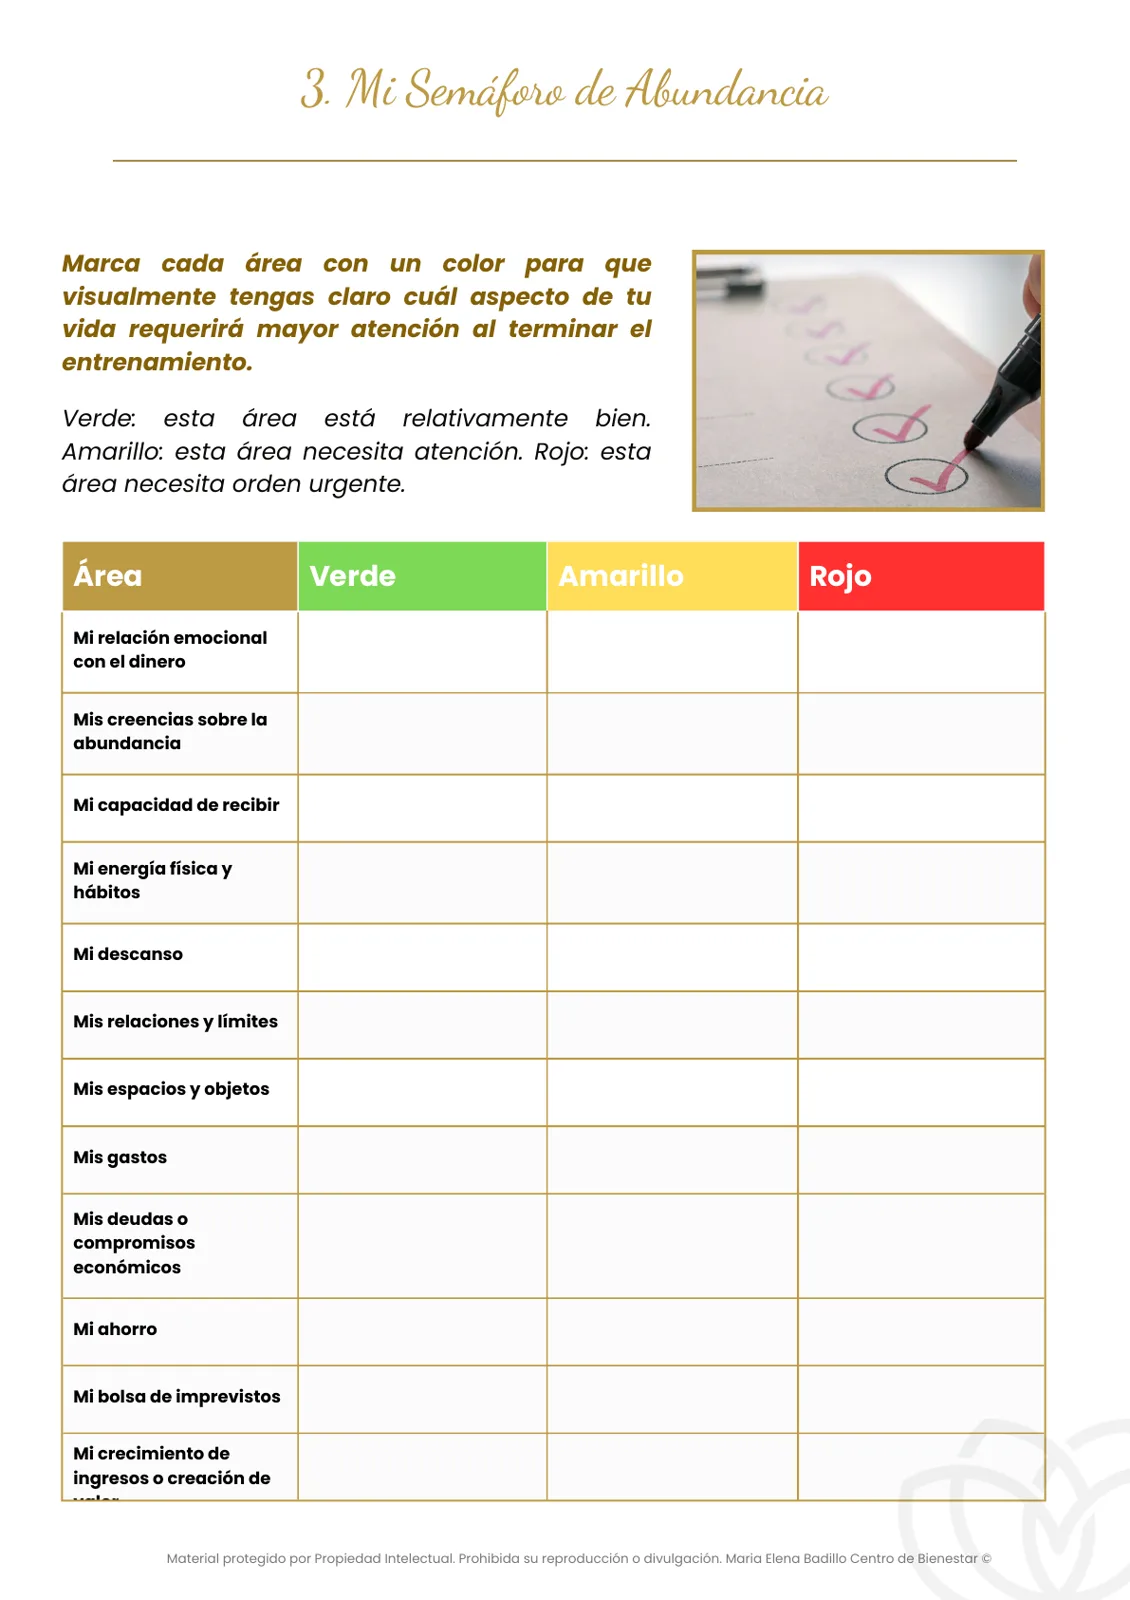 3. Mi Semáforo de Abundancia
Marca cada área con un color para que
visualmente tengas claro cuál aspecto de tu
vida requerirá mayor atención al terminar el
entrenamiento.
Verde: esta área está relativamente bien.
Amarillo: esta área necesita atención. Rojo: esta
área necesita orden urgente.
Área Verde Amarillo Rojo
Mi relación emocional
con el dinero
Mis creencias sobre la
abundancia
Mi capacidad de recibir
Mi energía física y
hábitos
Mi descanso
Mis relaciones y límites
Mis espacios y objetos
Mis gastos
Mis deudas o
compromisos
económicos
Mi ahorro
Mi bolsa de imprevistos
Mi crecimiento de
ingresos o creación de
valor
Material protegido por Propiedad Intelectual. Prohibida su reproducción o divulgación. Maria Elena Badillo Centro de Bienestar ©